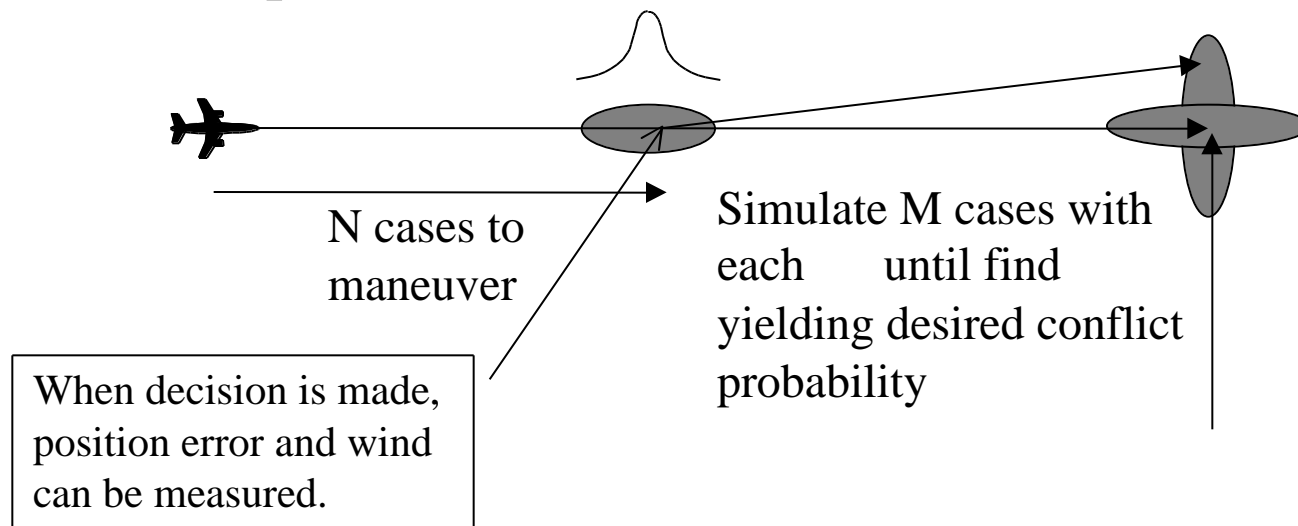 N cases to
maneuver
Simulate M cases with
each until find
yielding desired conflict
probability
When decision is made,
position error and wind
can be measured.